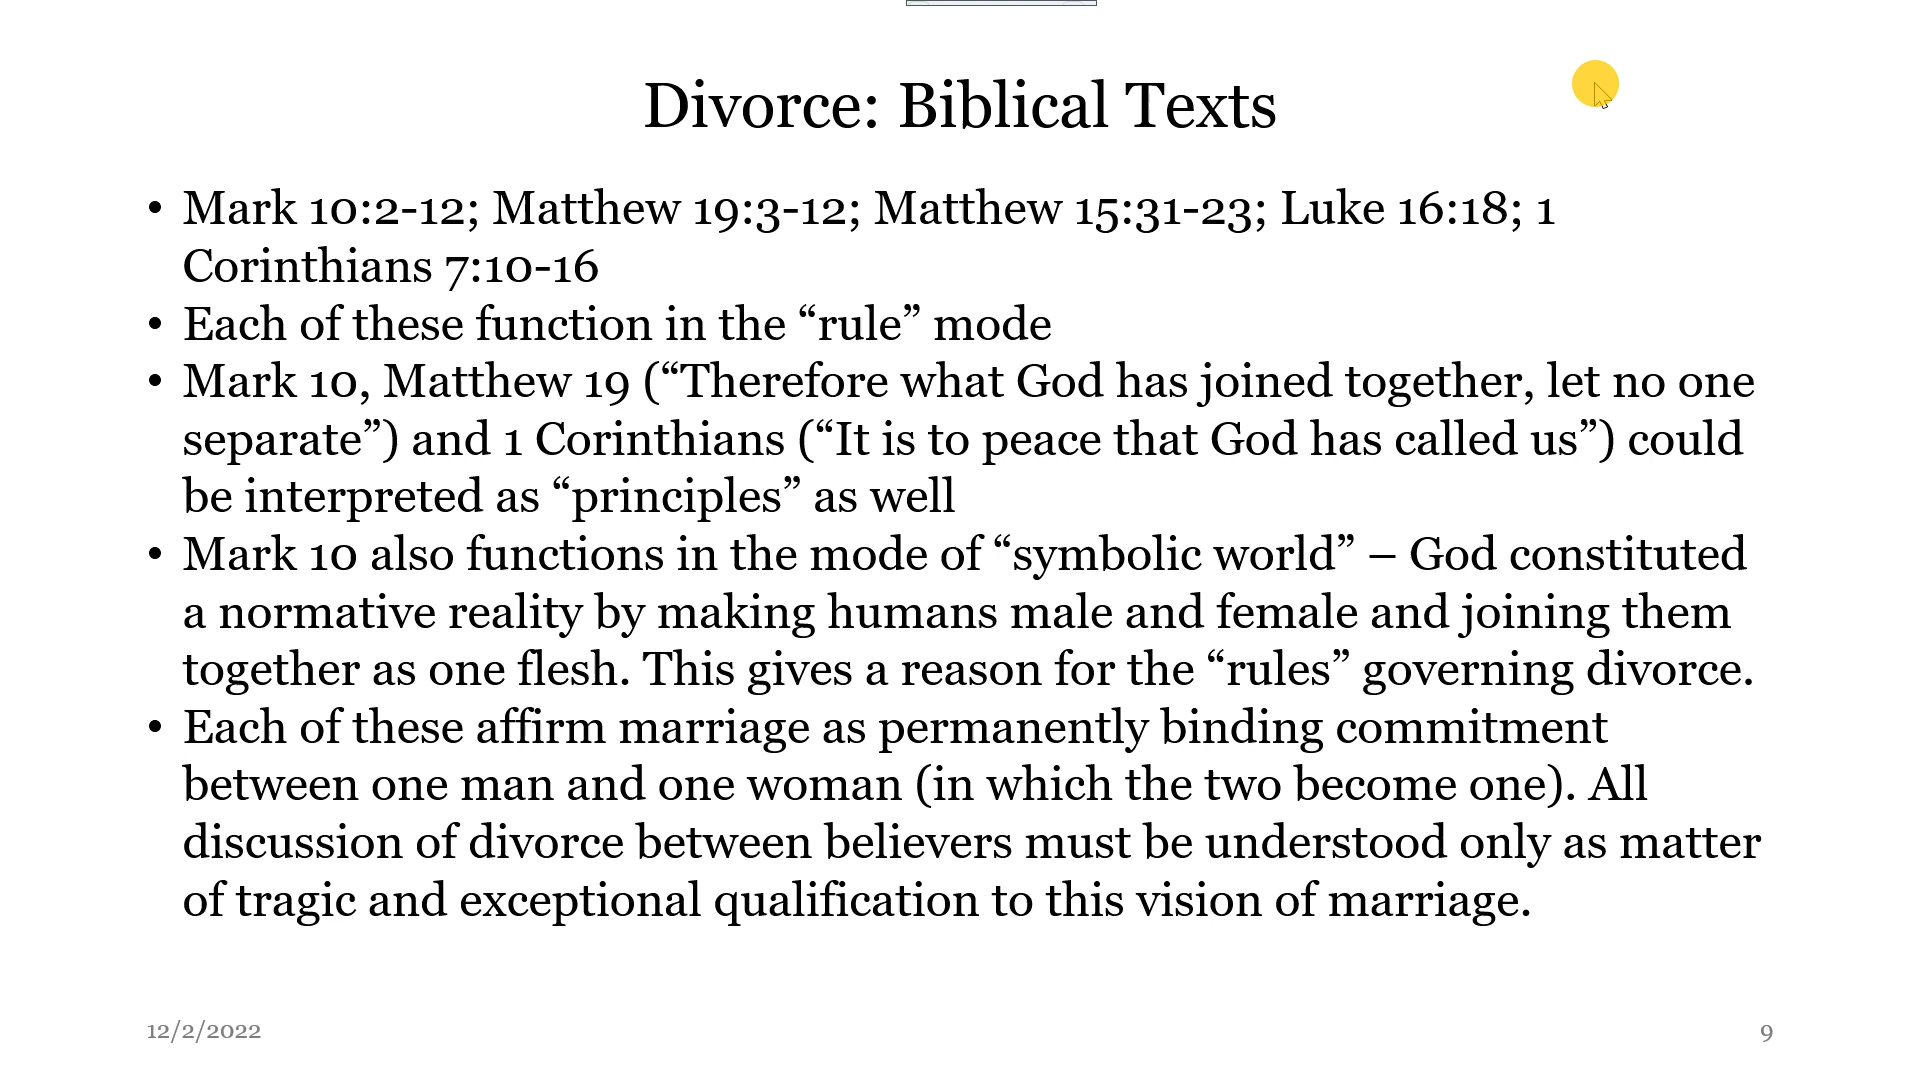 Divorce: Biblical Texts
• Mark 10:2-12; Matthew 19:3-12; Matthew 15:31-23; Luke 16:18; 1
Corinthians 7:10-16
• Each of these function in the “rule” mode
• Mark 10, Matthew 19 (“Therefore what God has joined together, let no one
separate”) and 1 Corinthians (“It is to peace that God has called us”) could
be interpreted as “principles” as well
• Mark 10 also functions in the mode of “symbolic world” – God constituted
a normative reality by making humans male and female and joining them
together as one flesh. This gives a reason for the “rules” governing divorce.
• Each of these affirm marriage as permanently binding commitment
between one man and one woman (in which the two become one). All
discussion of divorce between believers must be understood only as matter
of tragic and exceptional qualification to this vision of marriage.
12/2/2022
9